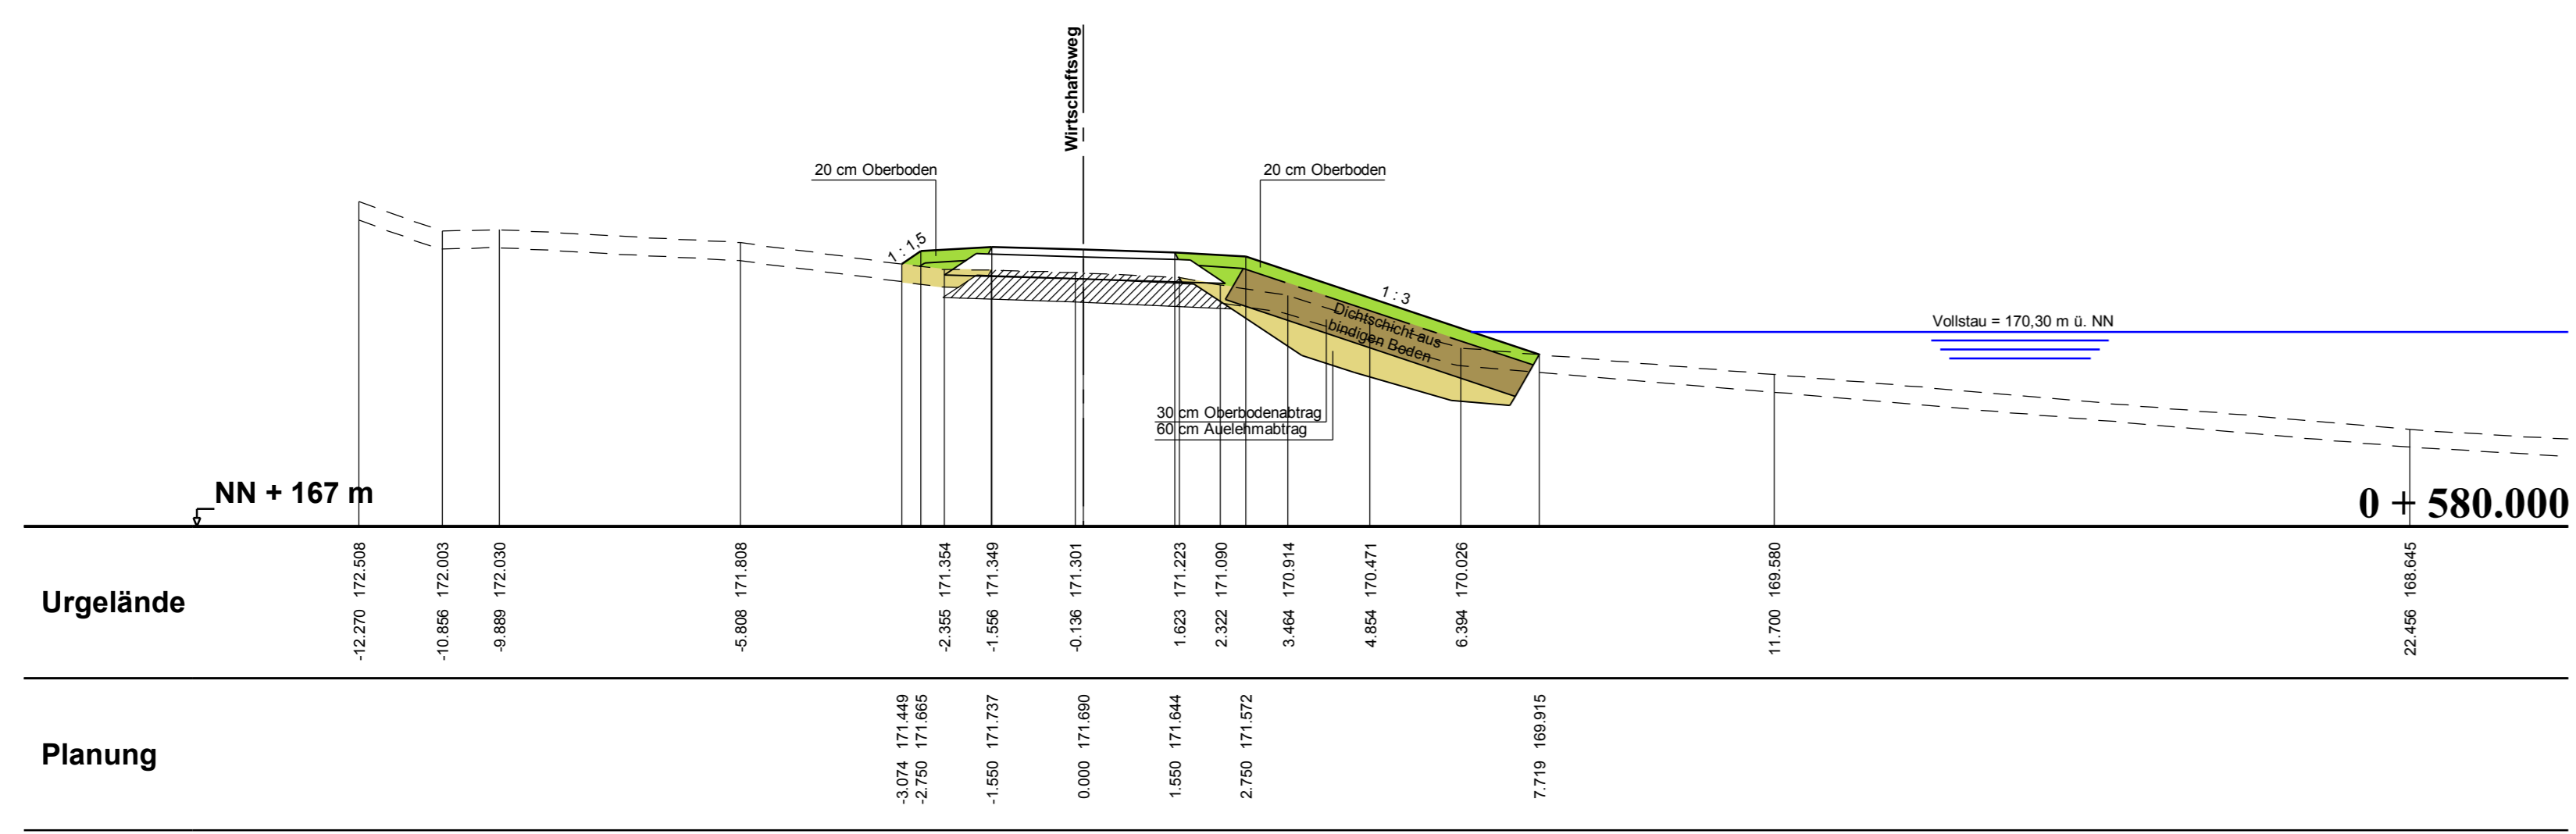 Wirtschaftsweg
20 cm Oberboden
20 cm Oberboden
1 : 1,5
1 : 3
Dichtschicht aus
bindigen Boden
Vollstau = 170,30 m ü. NN
30 cm Oberbodenabtrag
60 cm Auelehmabtrag
NN + 167 m
0 + 580.000
Urgelände
-12.270 172.508
-10.856 172.003
-9.889 172.030
-5.808 171.808
-2.355 171.354
-1.556 171.349
-0.136 171.301
1.623 171.223
2.322 171.090
3.464 170.914
4.854 170.471
6.394 170.026
11.700 169.580
22.456 168.645
Planung
-3.074 171.449
-2.750 171.665
-1.550 171.737
0.000 171.690
1.550 171.644
2.750 171.572
7.719 169.915